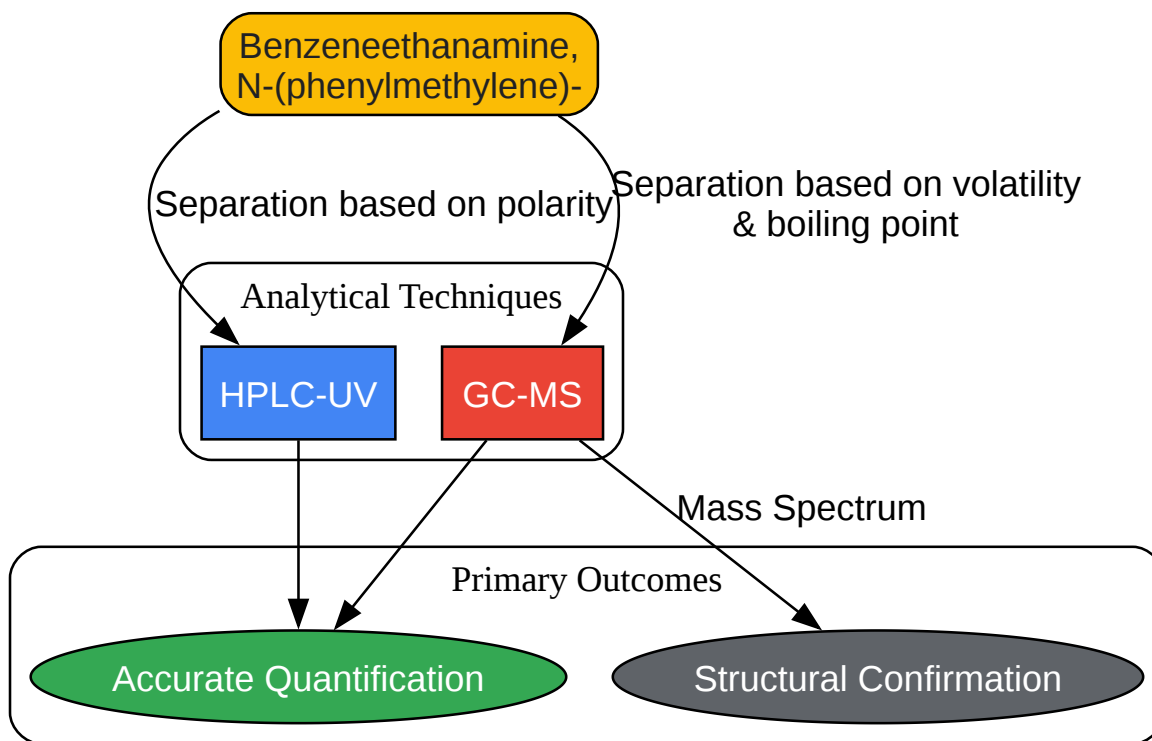 Benzeneethanamine,
N-(phenylmethylene)-
Separation based on polarity
Separation based on volatility
& boiling point
Analytical Techniques
HPLC-UV
GC-MS
Mass Spectrum
Primary Outcomes
Accurate Quantification
Structural Confirmation